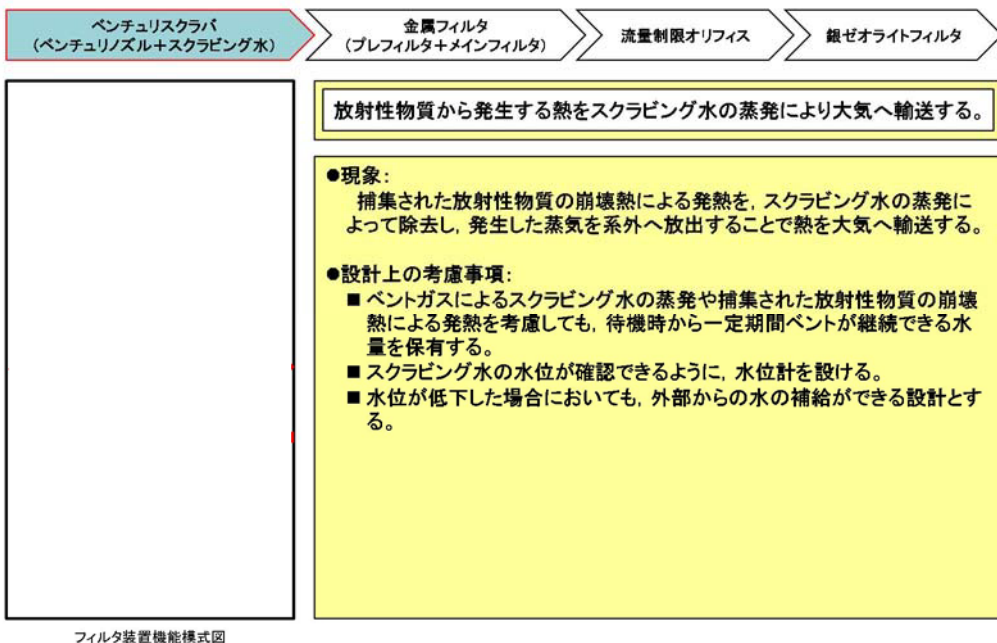 ベンチュリスクラバ
（ベンチュリノズル＋スクラビング水）
金属フィルタ
（プレフィルタ＋メインフィルタ）
流量制限オリフィス
銀ゼオライトフィルタ
放射性物質から発生する熱をスクラビング水の蒸発により大気へ輸送する。
●現象：
捕集された放射性物質の崩壊熱による発熱を，スクラビング水の蒸発に
よって除去し，発生した蒸気を系外へ放出することで熱を大気へ輸送する。
●設計上の考慮事項：
■ ベントガスによるスクラビング水の蒸発や捕集された放射性物質の崩壊
熱による発熱を考慮しても，待機時から一定期間ベントが継続できる水
量を保有する。
■ スクラビング水の水位が確認できるように，水位計を設ける。
■ 水位が低下した場合においても，外部からの水の補給ができる設計とす
る。
フィルタ装置機能模式図